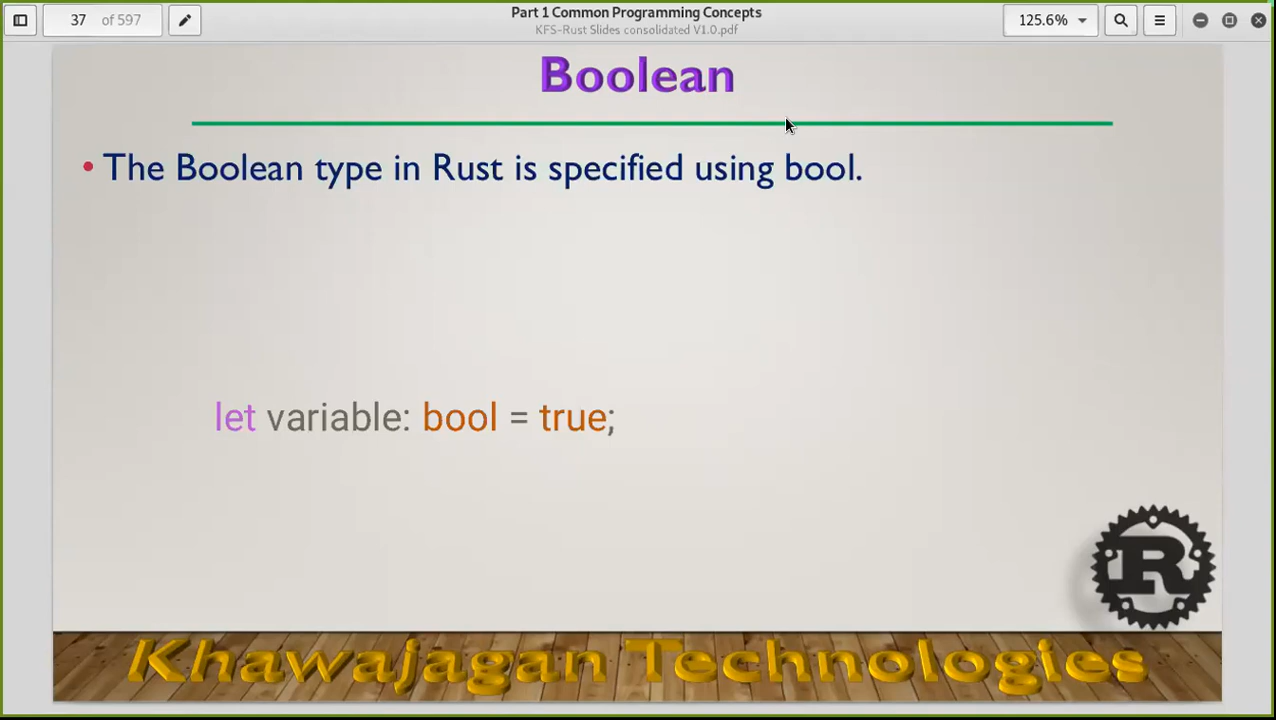 37 of 597
Part 1 Common Programming Concepts
KFS-Rust Slides consolidated V1.0.pdf
125.6%
Boolean
• The Boolean type in Rust is specified using bool.
let variable: bool = true;
R
Khawajagan Technologies